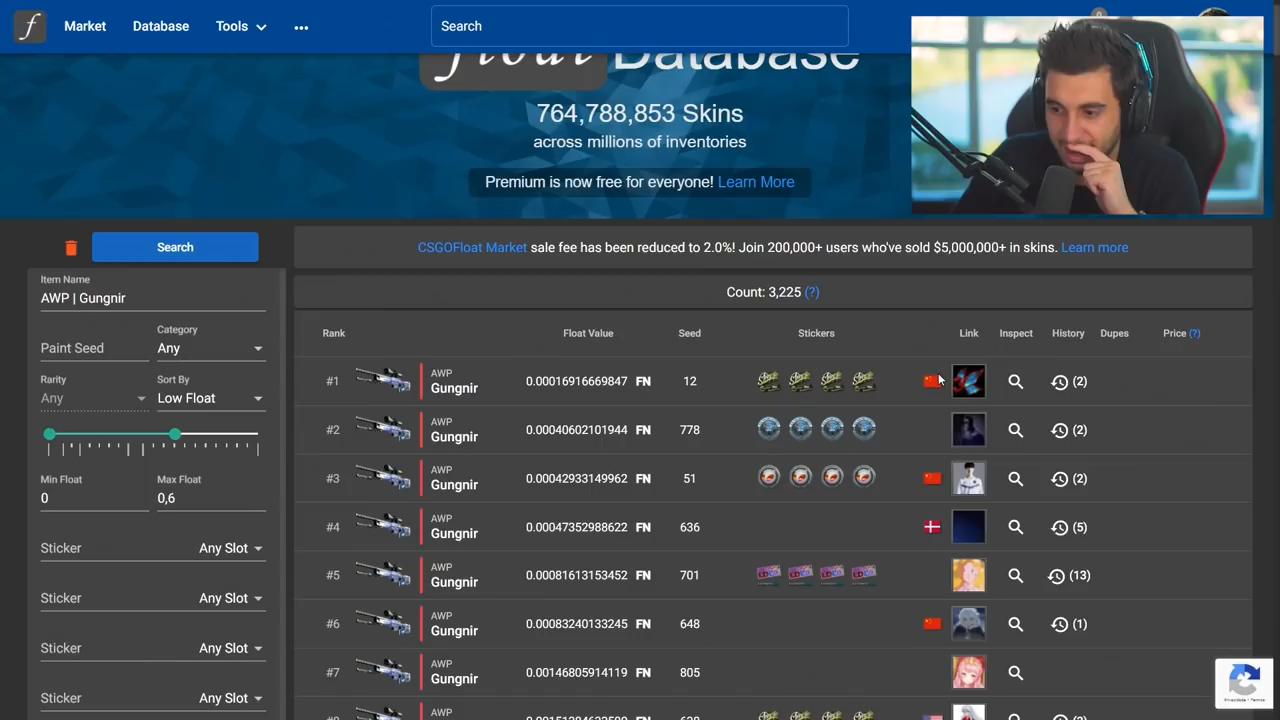 f Market Database Tools ... Search
float Database
764,788,853 Skins
across millions of inventories
Premium is now free for everyone! Learn More
Search
CSGOFloat Market sale fee has been reduced to 2.0%! Join 200,000+ users who've sold $5,000,000+ in skins. Learn more
Item Name
AWP | Gungnir
Paint Seed
Category
Any
Rarity
Any
Sort By
Low Float
Min Float
0
Max Float
0,6
Sticker Any Slot
Sticker Any Slot
Sticker Any Slot
Sticker Any Slot
Count: 3,225 (?)
Rank Float Value Seed Stickers Link Inspect History Dupes Price (?)
#1 AWP Gungnir 0.00016916669847 FN 12 (2)
#2 AWP Gungnir 0.00040602101944 FN 778 (2)
#3 AWP Gungnir 0.00042933149962 FN 51 (2)
#4 AWP Gungnir 0.00047352988622 FN 636 (5)
#5 AWP Gungnir 0.00081613153452 FN 701 (13)
#6 AWP Gungnir 0.00083240133245 FN 648 (1)
#7 AWP Gungnir 0.00146805914119 FN 805
AWP